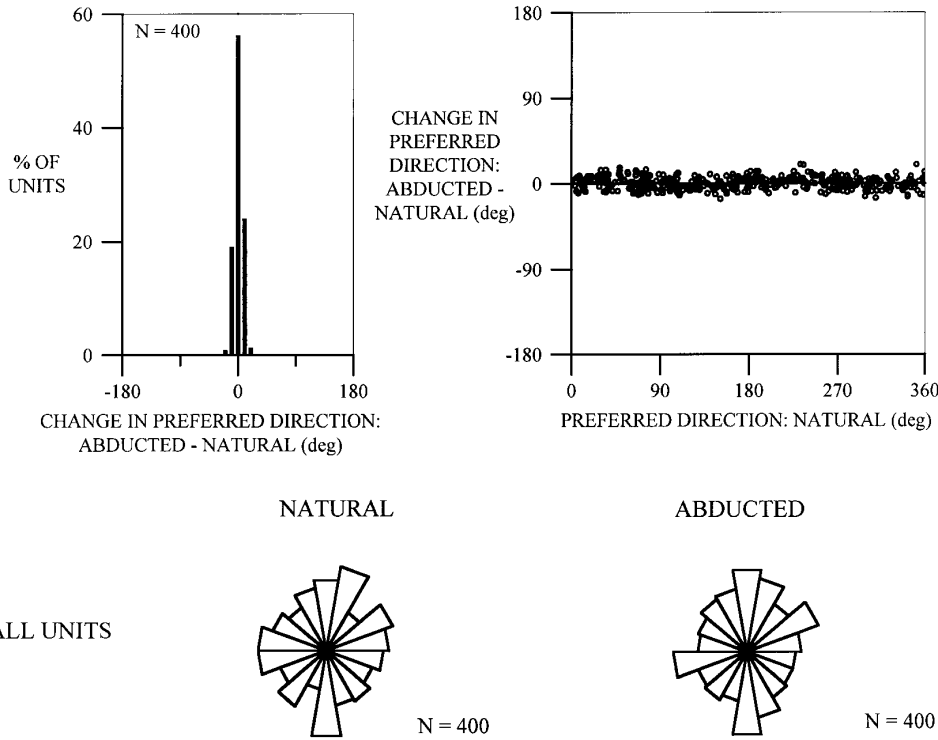 60
N = 400
40
% OF
UNITS
20
0
-180
0
180
CHANGE IN PREFERRED DIRECTION:
ABDUCTED - NATURAL (deg)
180
90
CHANGE IN
PREFERRED
DIRECTION:
ABDUCTED -
NATURAL (deg)
0
-90
-180
0
90
180
270
360
PREFERRED DIRECTION: NATURAL (deg)
NATURAL
ABDUCTED
ALL UNITS
N = 400
N = 400